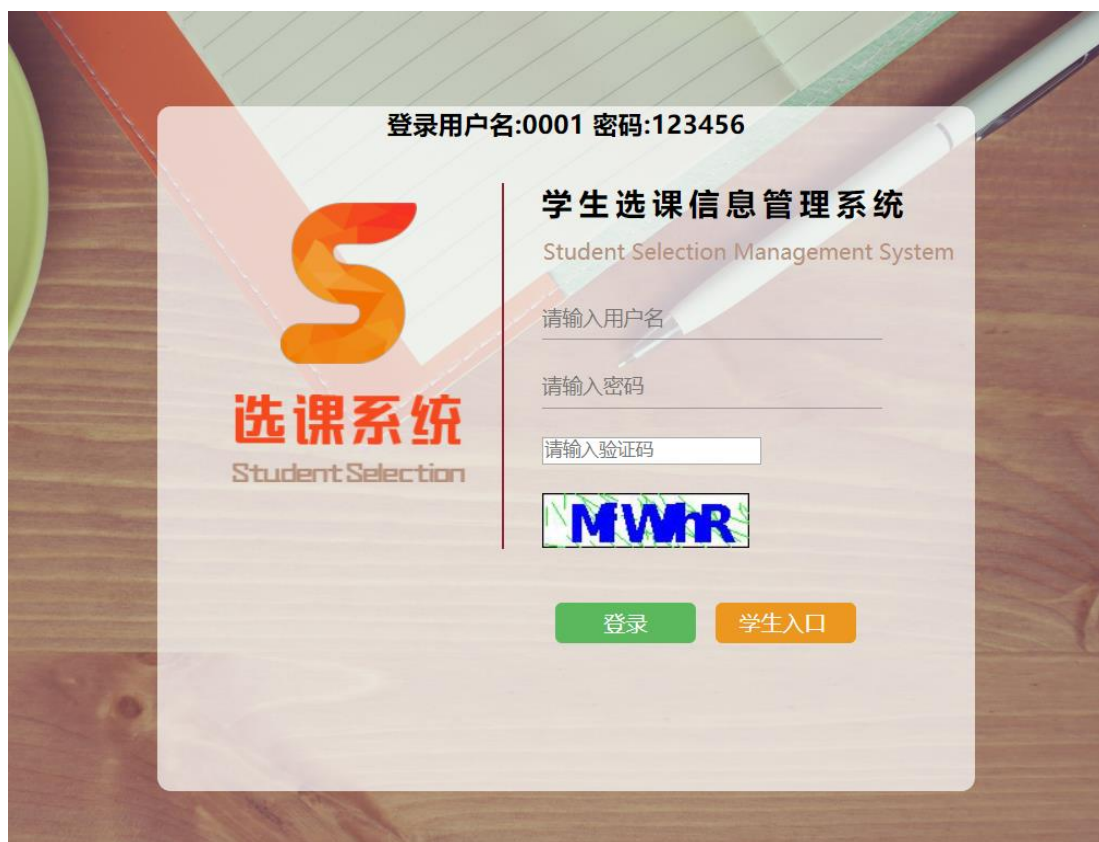 登录用户名:0001 密码:123456
学生选课信息管理系统
Student Selection Management System
选课系统
Student Selection
请输入用户名
请输入密码
请输入验证码
MfWhR
登录
学生入口